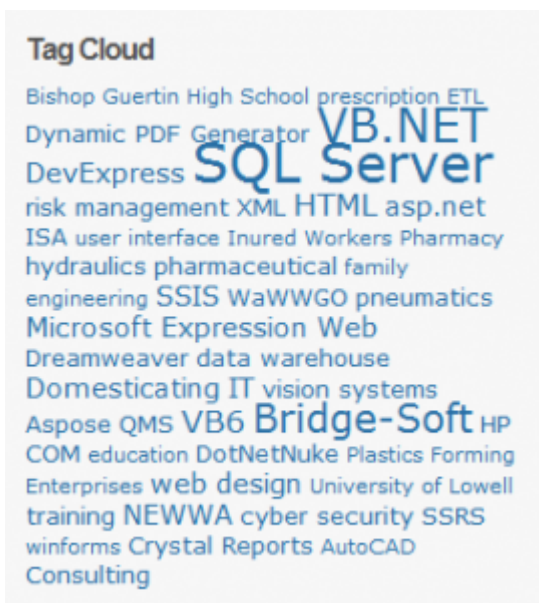 Tag Cloud
Bishop Guertin High School prescription ETL
Dynamic PDF Generator VB.NET
DevExpress SQL Server
risk management XML HTML asp.net
ISA user interface Inured Workers Pharmacy
hydraulics pharmaceutical family
engineering SSIS WaWWGO pneumatics
Microsoft Expression Web
Dreamweaver data warehouse
Domesticating IT vision systems
Aspose QMS VB6 Bridge-Soft HP
COM education DotNetNuke Plastics Forming
Enterprises web design University of Lowell
training NEWWA cyber security SSRS
winforms Crystal Reports AutoCAD
Consulting